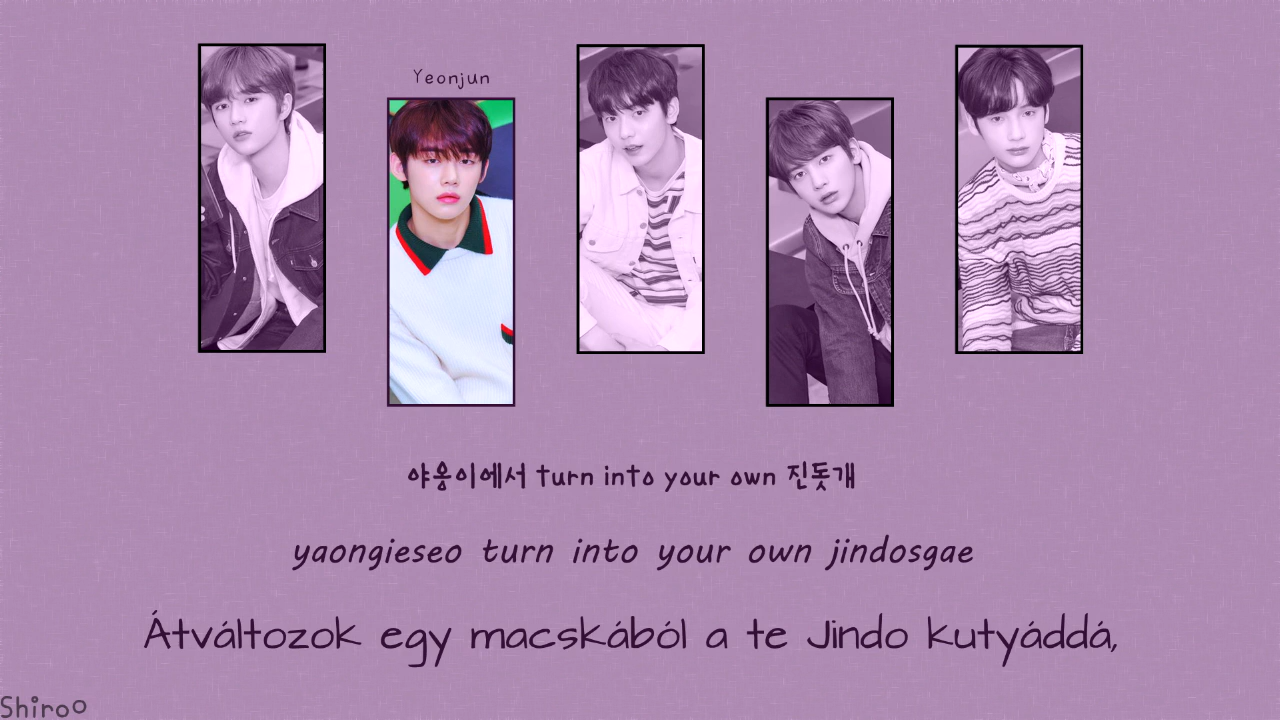 Yeonjun
야옹이에서 turn into your own 진돗개
yaongieseo turn into your own jindosgae
Átváltozok egy macskából a te Jindo kutyáddá,
Shiroo